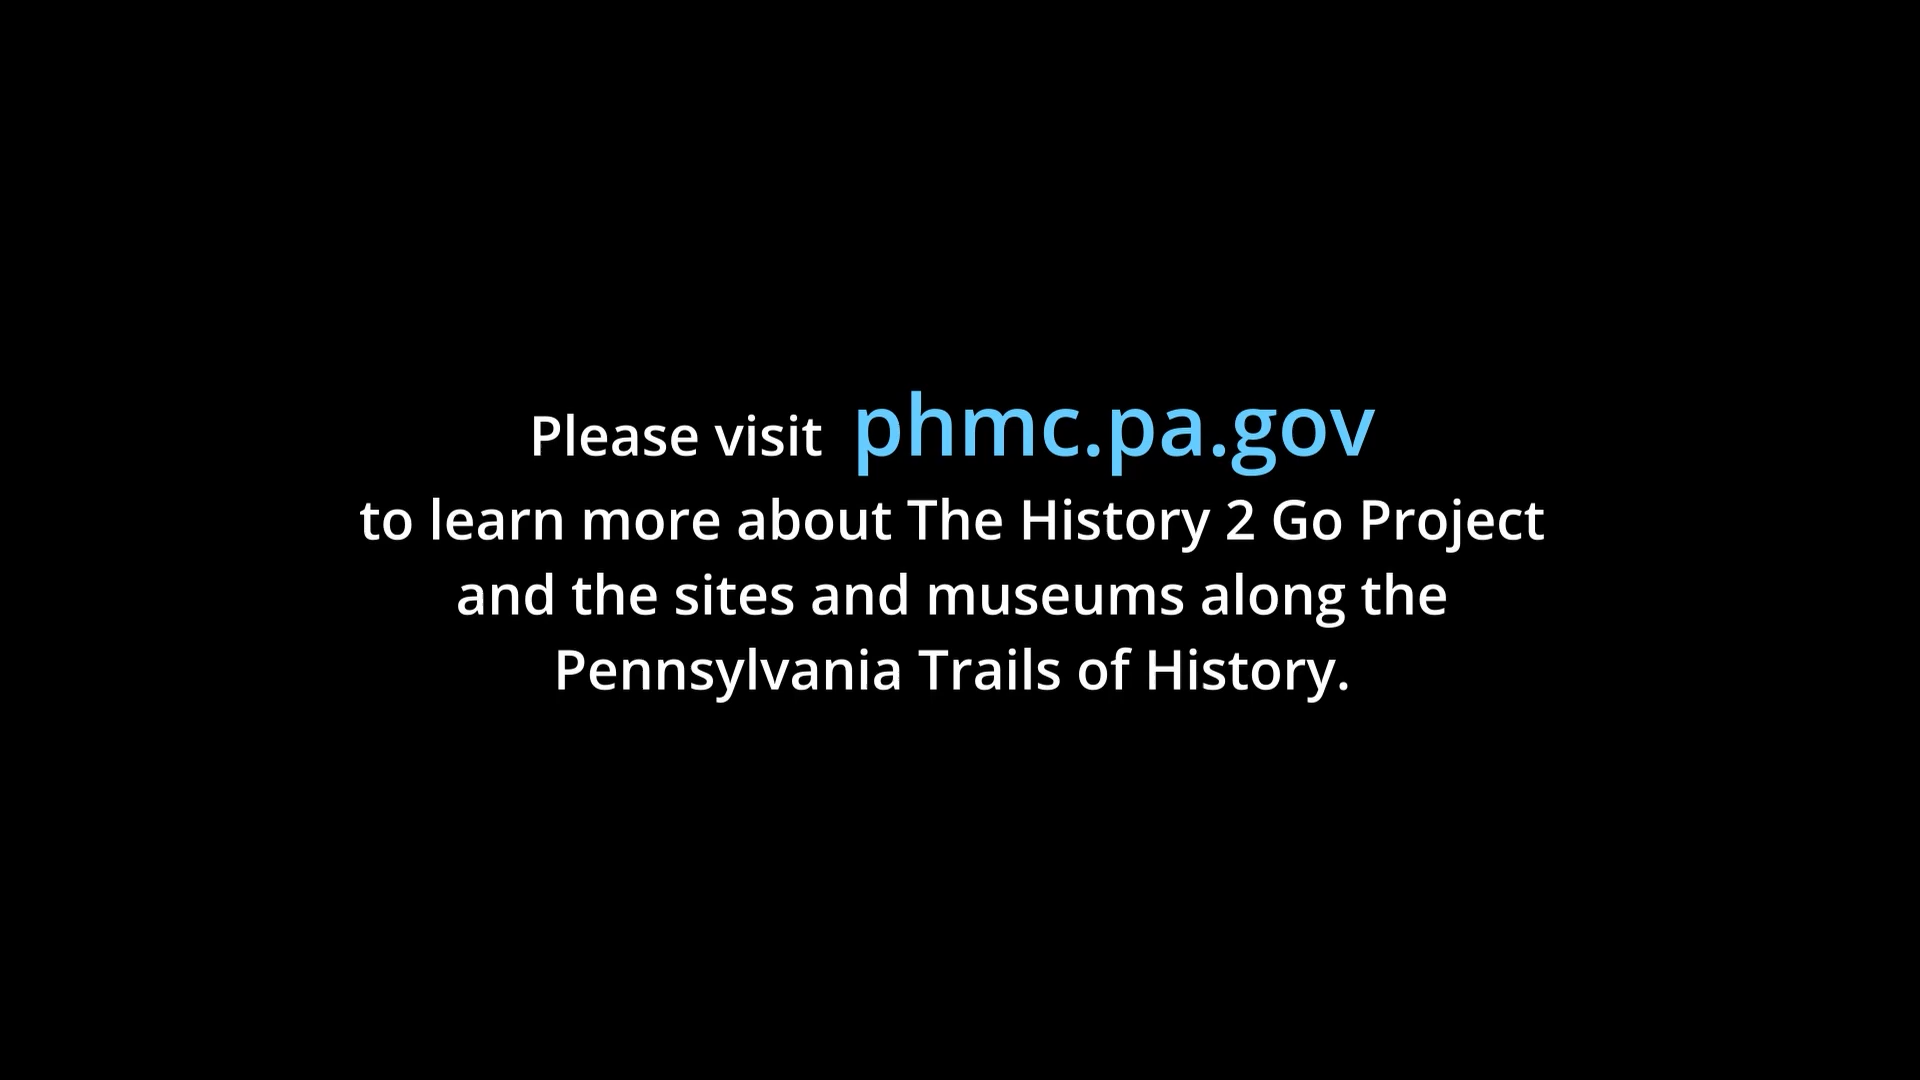 Please visit phmc.pa.gov
to learn more about The History 2 Go Project
and the sites and museums along the
Pennsylvania Trails of History.